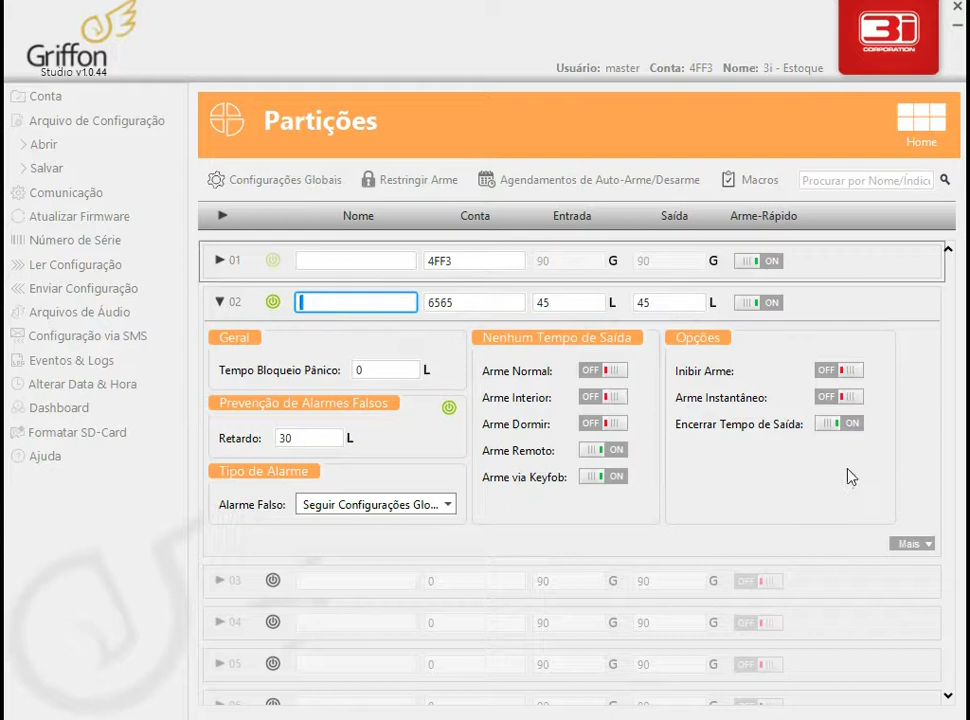 Griffon
Studio v1.0.44
3i
CORPORATION
Usuário: master Conta: 4FF3 Nome: 3i - Estoque
Conta
Arquivo de Configuração
Abrir
Salvar
Comunicação
Atualizar Firmware
Número de Série
Ler Configuração
Enviar Configuração
Arquivos de Áudio
Configuração via SMS
Eventos & Logs
Alterar Data & Hora
Dashboard
Formatar SD-Card
Ajuda
Partições
Home
Configurações Globais Restringir Arme Agendamentos de Auto-Arme/Desarme Macros Procurar por Nome/Índice
Nome Conta Entrada Saída Arme-Rápido
01 4FF3 90 G 90 G ON
02 6565 45 L 45 L ON
Geral
Tempo Bloqueio Pânico: 0 L
Prevenção de Alarmes Falsos
Retardo: 30 L
Tipo de Alarme
Alarme Falso: Seguir Configurações Glo...
Nenhum Tempo de Saída
Arme Normal: OFF
Arme Interior: OFF
Arme Dormir: OFF
Arme Remoto: ON
Arme via Keyfob: ON
Opções
Inibir Arme: OFF
Arme Instantâneo: OFF
Encerrar Tempo de Saída: ON
Mais
03 0 90 G 90 G OFF
04 0 90 G 90 G OFF
05 0 90 G 90 G OFF